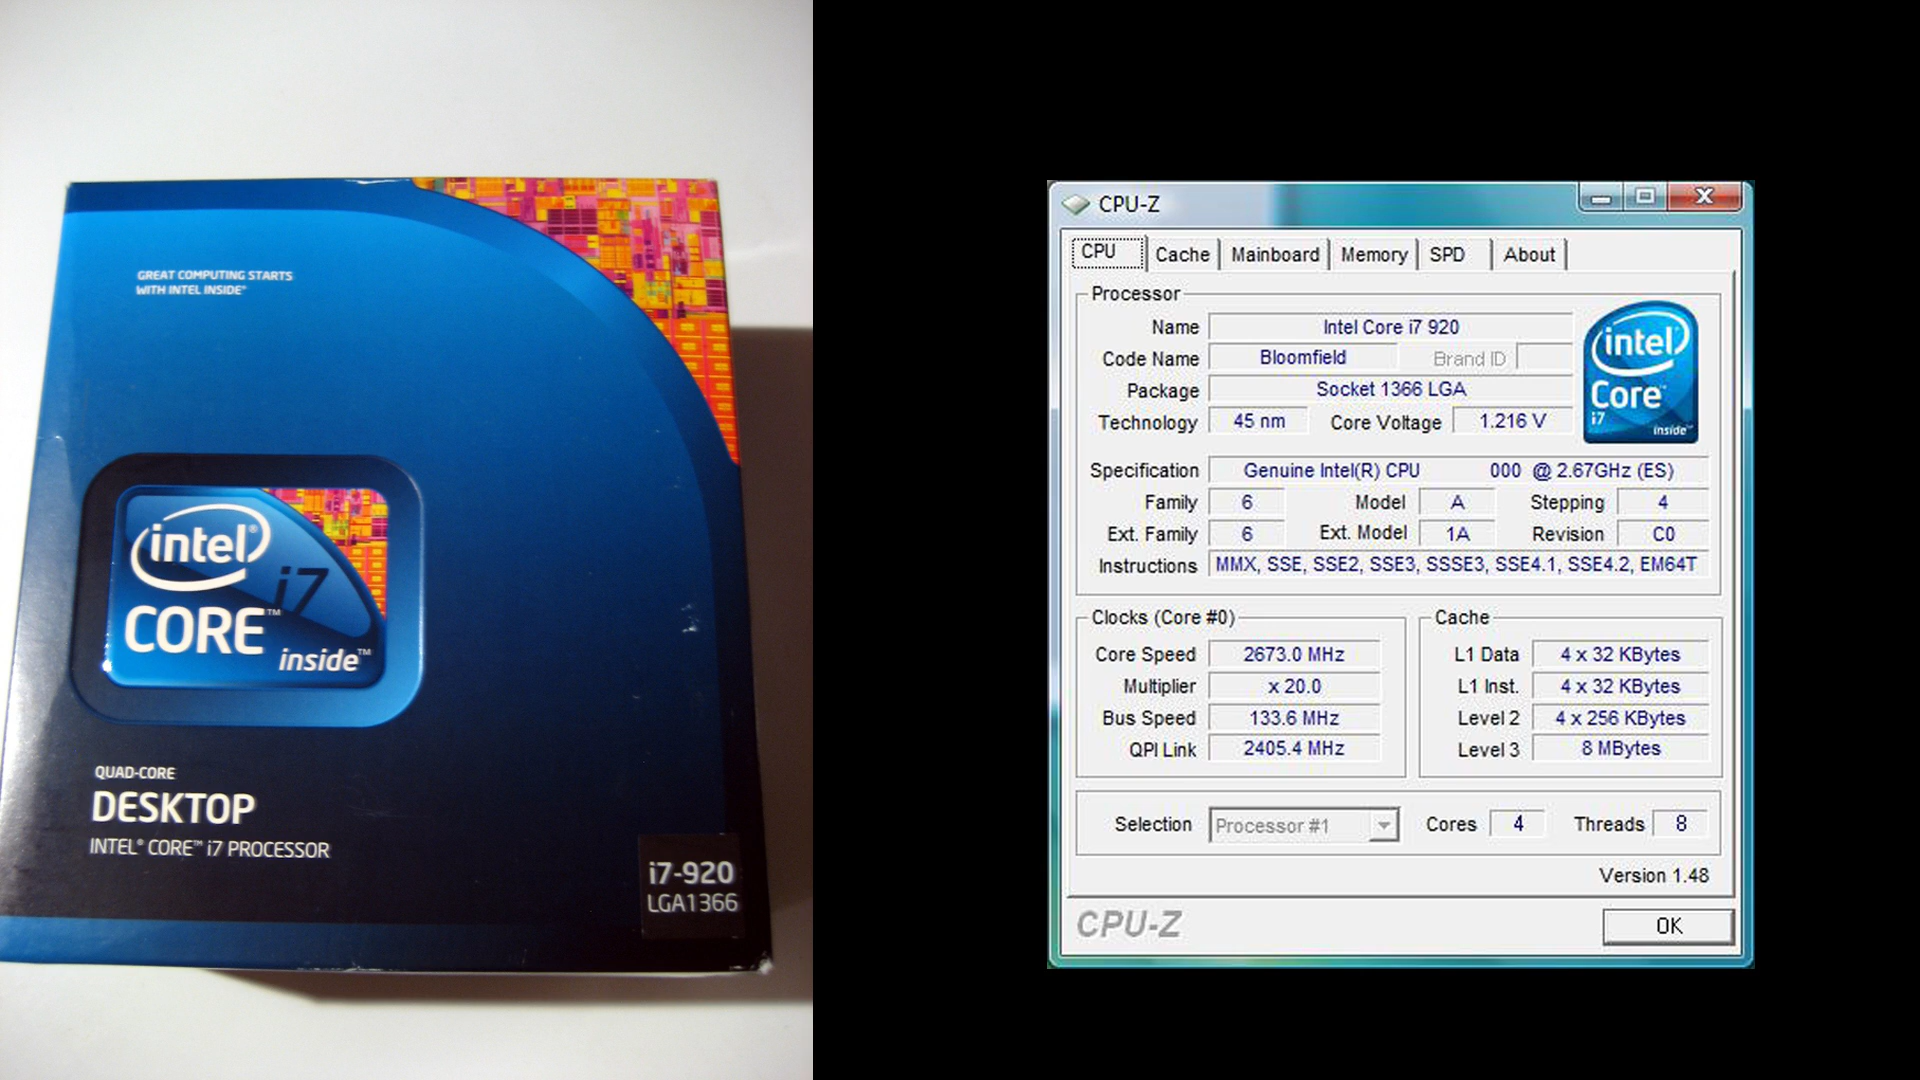 GREAT COMPUTING STARTS
WITH INTEL INSIDE®
intel®
i7
CORE™
inside™
QUAD-CORE
DESKTOP
INTEL® CORE™ i7 PROCESSOR
i7-920
LGA1366
CPU-Z
CPU Cache Mainboard Memory SPD About
Processor
Name Intel Core i7 920
Code Name Bloomfield Brand ID
Package Socket 1366 LGA
Technology 45 nm Core Voltage 1.216 V
intel
Core™
i7
inside™
Specification Genuine Intel(R) CPU 000 @ 2.67GHz (ES)
Family 6 Model A Stepping 4
Ext. Family 6 Ext. Model 1A Revision C0
Instructions MMX, SSE, SSE2, SSE3, SSSE3, SSE4.1, SSE4.2, EM64T
Clocks (Core #0)
Core Speed 2673.0 MHz
Multiplier x 20.0
Bus Speed 133.6 MHz
QPI Link 2405.4 MHz
Cache
L1 Data 4 x 32 KBytes
L1 Inst. 4 x 32 KBytes
Level 2 4 x 256 KBytes
Level 3 8 MBytes
Selection Processor #1 Cores 4 Threads 8
Version 1.48
CPU-Z
OK